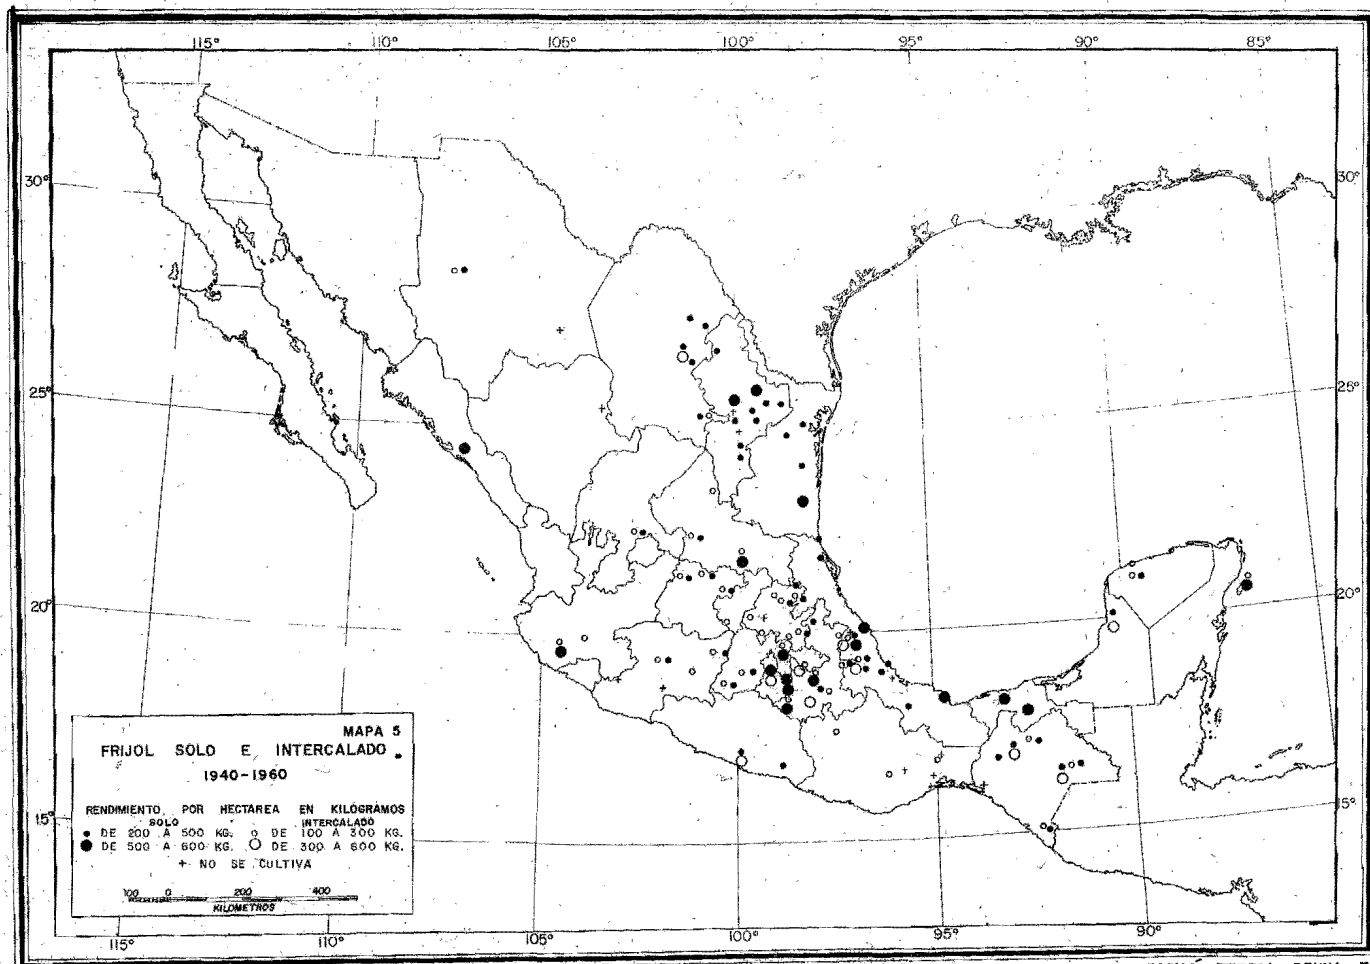 115° 110° 105° 100° 95° 90° 85°
30° 30°
25° 25°
20° 20°
15° 15°
MAPA 5
FRIJOL SOLO E INTERCALADO
1940-1960
RENDIMIENTO POR HECTAREA EN KILOGRAMOS
SOLO INTERCALADO
DE 200 A 500 KG. DE 100 A 300 KG.
DE 500 A 600 KG. DE 300 A 600 KG.
+ NO SE CULTIVA
100 0 200 400
KILOMETROS
115° 110° 105° 100° 95° 90°